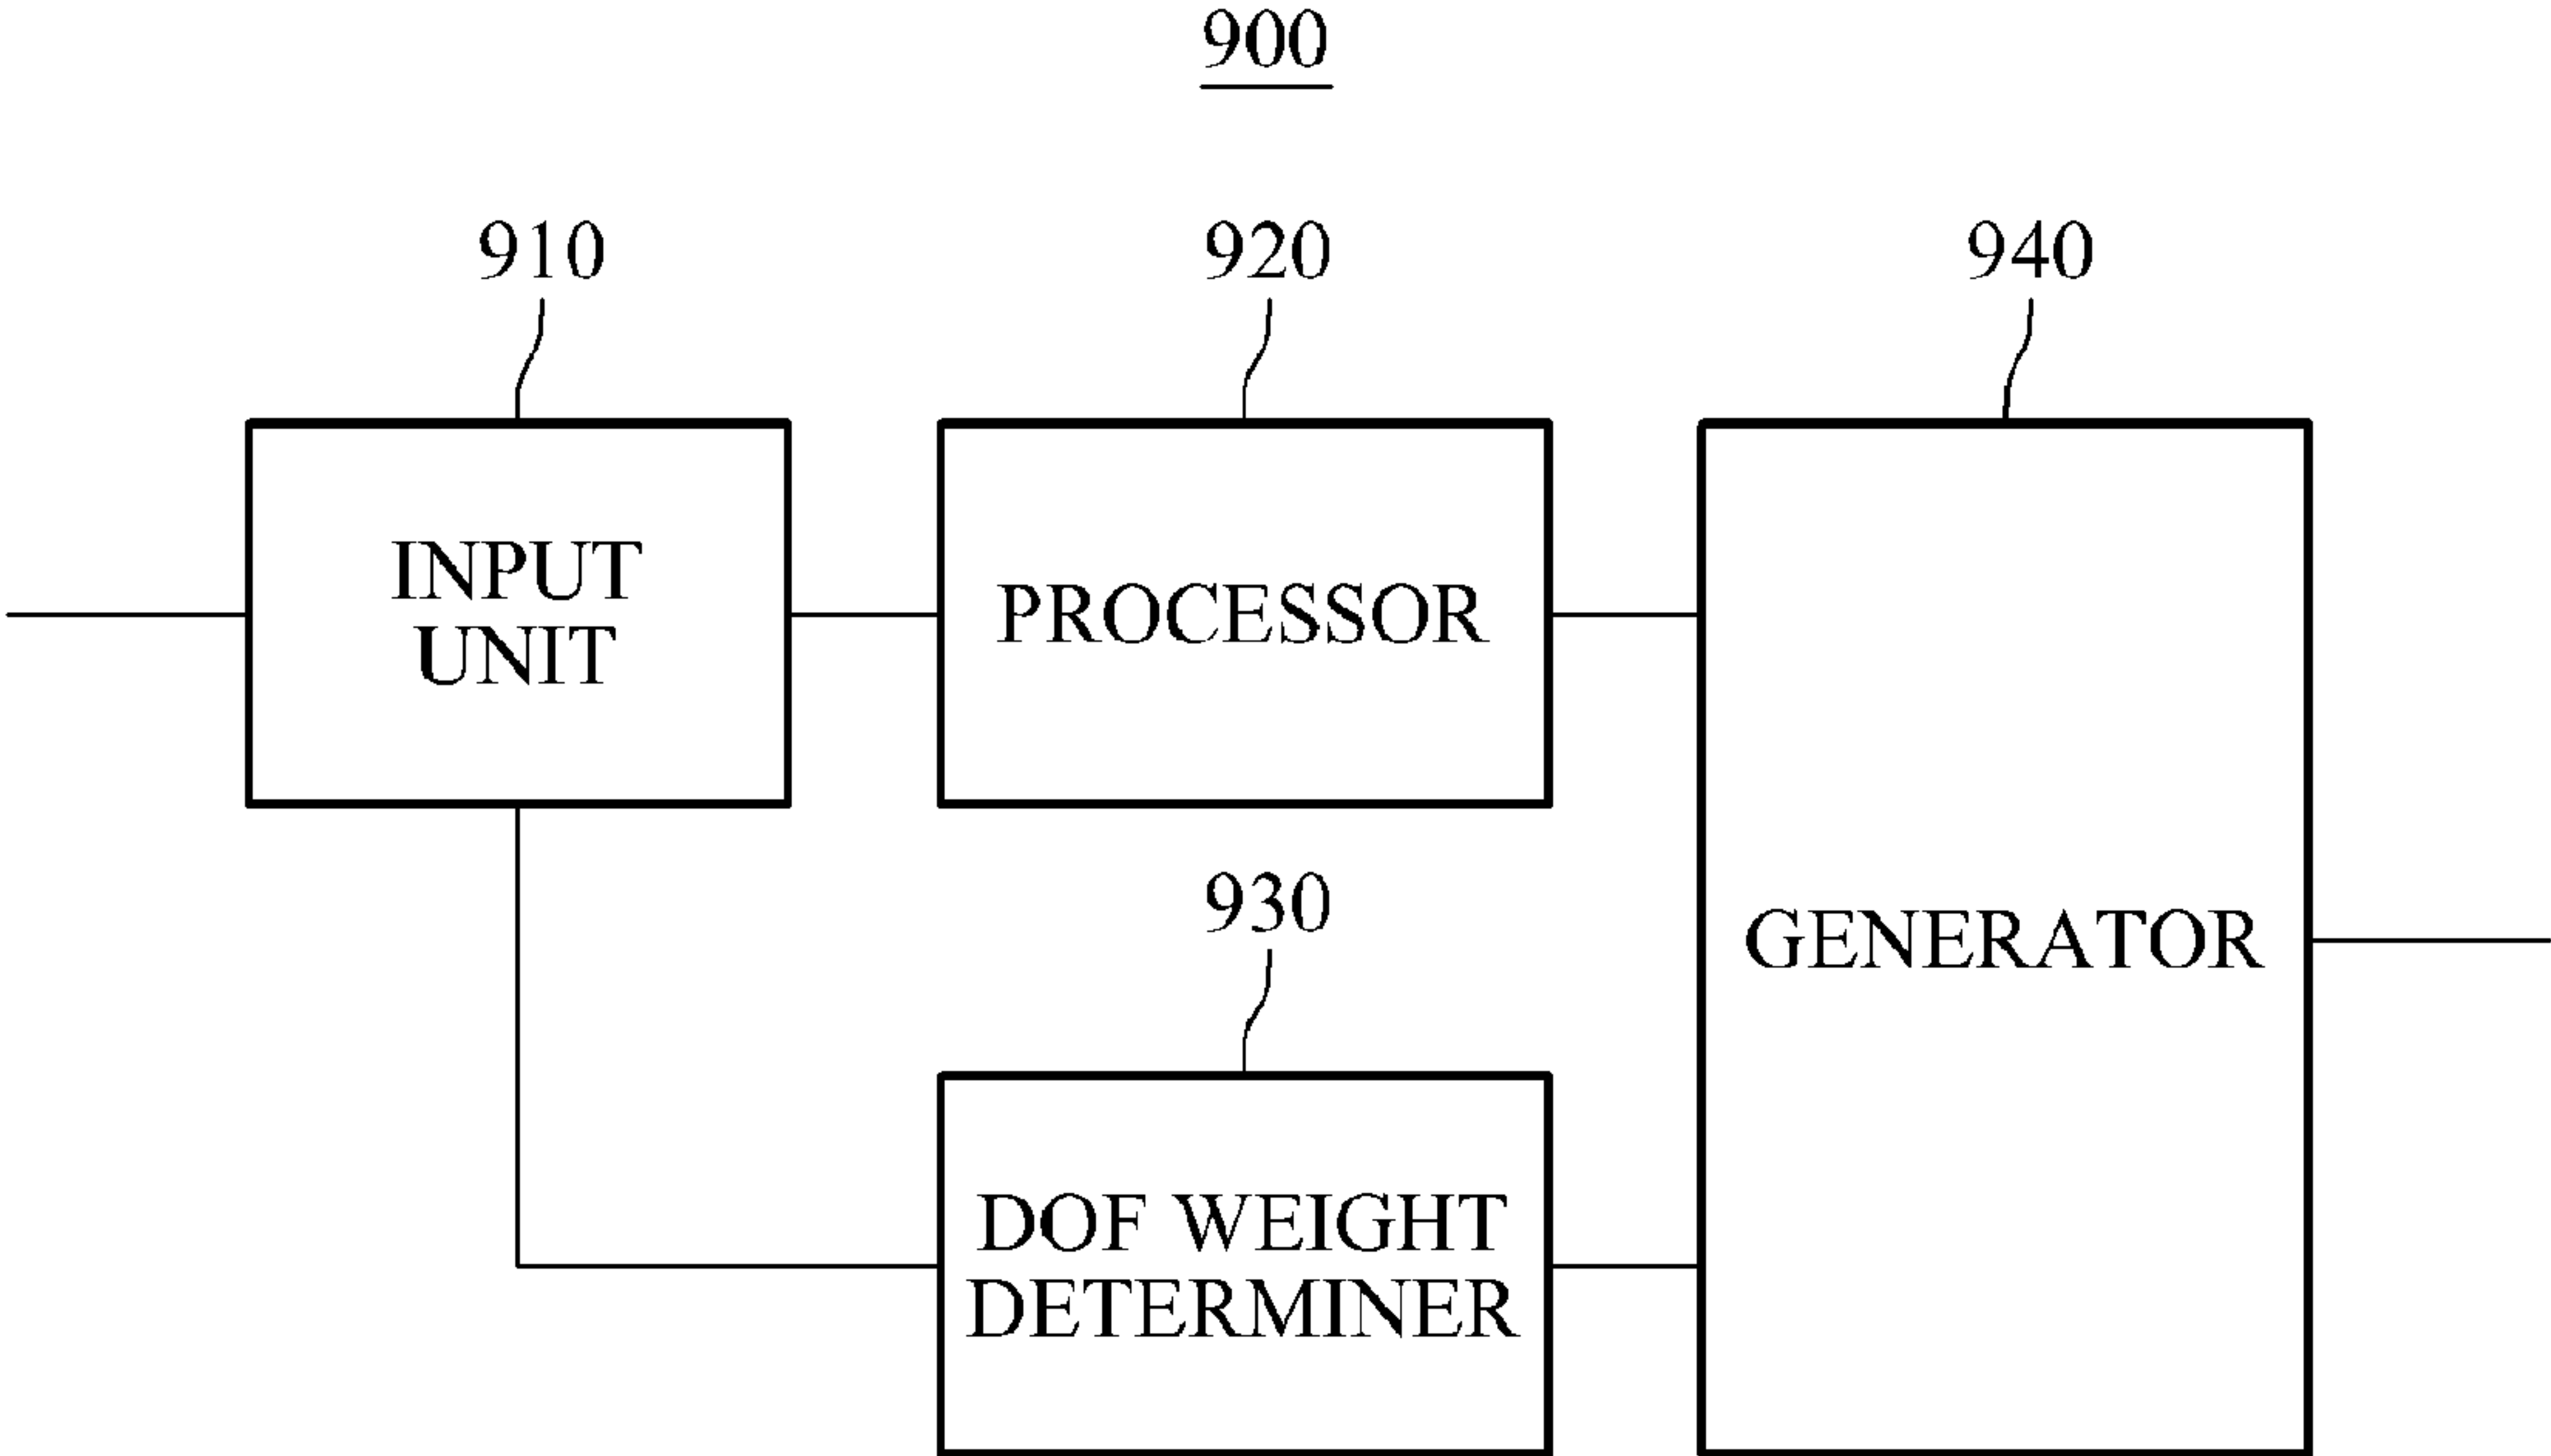 900
910
920
940
INPUT
UNIT
PROCESSOR
930
GENERATOR
DOF WEIGHT
DETERMINER